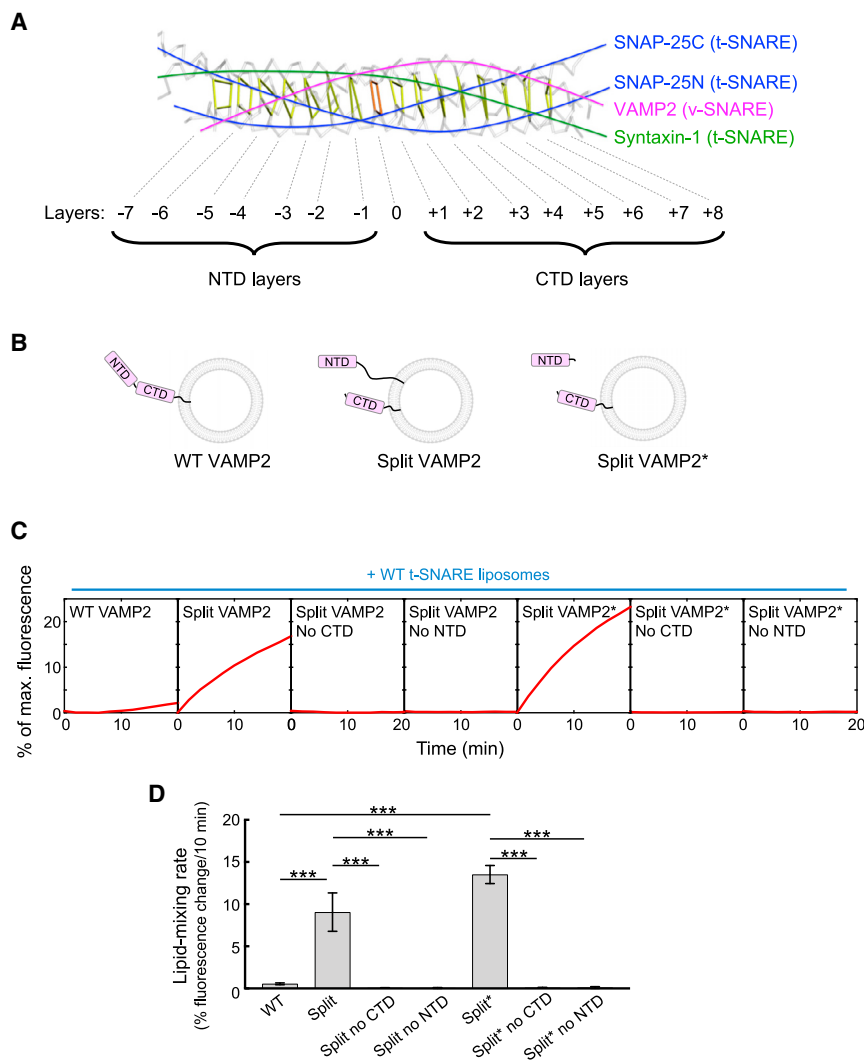 A
SNAP-25C (t-SNARE)
SNAP-25N (t-SNARE)
VAMP2 (v-SNARE)
Syntaxin-1 (t-SNARE)
Layers: -7 -6 -5 -4 -3 -2 -1 0 +1 +2 +3 +4 +5 +6 +7 +8
NTD layers CTD layers
B
NTD CTD NTD CTD NTD CTD
WT VAMP2 Split VAMP2 Split VAMP2*
C
+ WT t-SNARE liposomes
% of max. fluorescence
WT VAMP2 Split VAMP2 Split VAMP2 Split VAMP2 Split VAMP2* Split VAMP2* Split VAMP2*
No CTD No NTD No CTD No NTD
20
10
0
0 10 0 10 0 10 20 0 10 0 10 0 10 0 10 20
Time (min)
D
Lipid-mixing rate
(% fluorescence change/10 min)
20
15
10
5
0
***
*** ***
*** *** ***
WT Split Split no CTD Split no NTD Split* Split* no CTD Split* no NTD